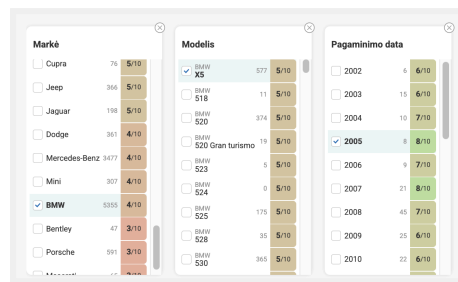 Markė
Cupra 76 5/10
Jeep 366 5/10
Jaguar 198 5/10
Dodge 361 4/10
Mercedes-Benz 3477 4/10
Mini 307 4/10
BMW 5355 4/10
Bentley 47 3/10
Porsche 591 3/10
Maserati 65 3/10
Modelis
BMW
X5 577 5/10
BMW
518 11 5/10
BMW
520 374 5/10
BMW
520 Gran turismo 19 5/10
BMW
523 5 5/10
BMW
524 0 5/10
BMW
525 175 5/10
BMW
528 35 5/10
BMW
530 365 5/10
Pagaminimo data
2002 6 6/10
2003 15 6/10
2004 10 7/10
2005 8 8/10
2006 9 7/10
2007 21 8/10
2008 45 7/10
2009 25 6/10
2010 22 6/10